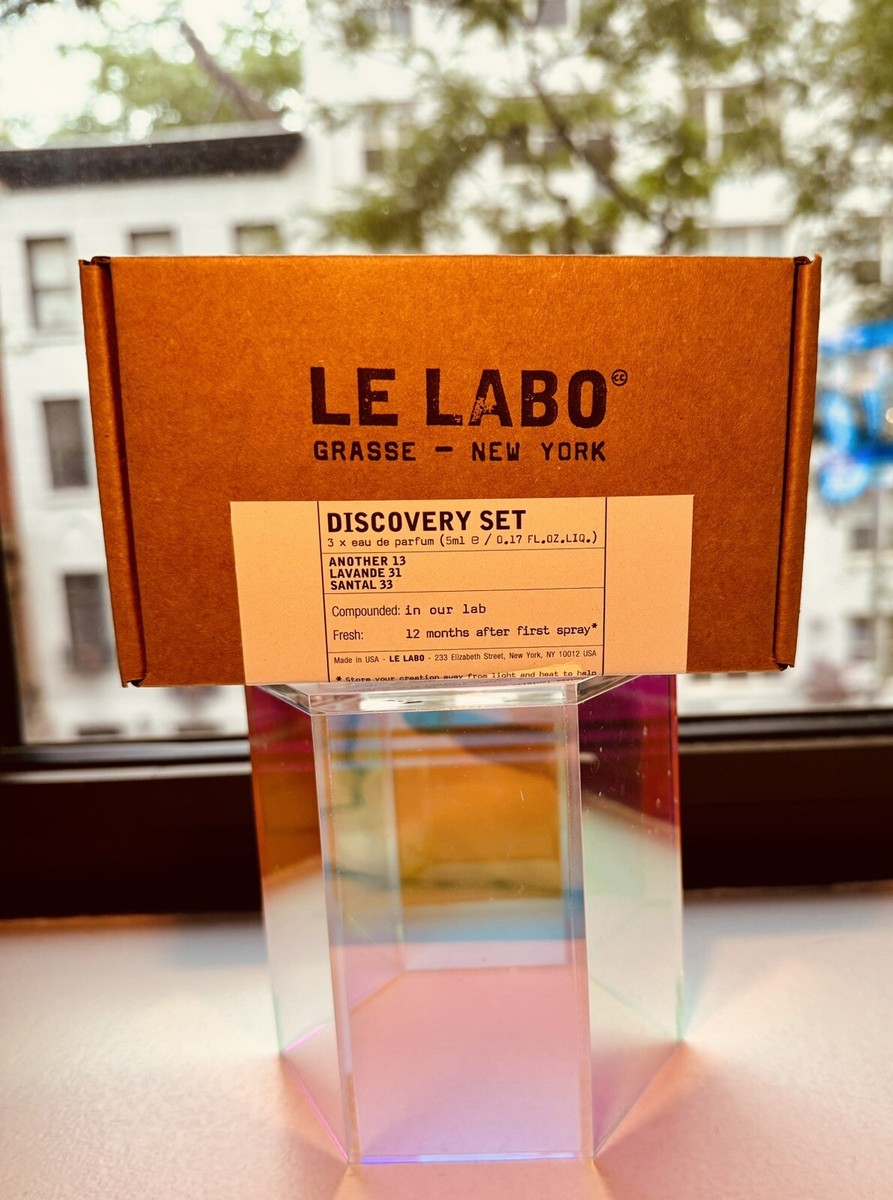 LE LABO
GRASSE — NEW YORK
DISCOVERY SET
3 x eau de parfum (5ml ℮ / 0.17 FL.OZ.LIQ.)
ANOTHER 13
LAVANDE 31
SANTAL 33
Compounded: in our lab
Fresh: 12 months after first spray*
Made in USA - LE LABO - 233 Elizabeth Street, New York, NY 10012 USA
* Store your creation away from light and heat to help